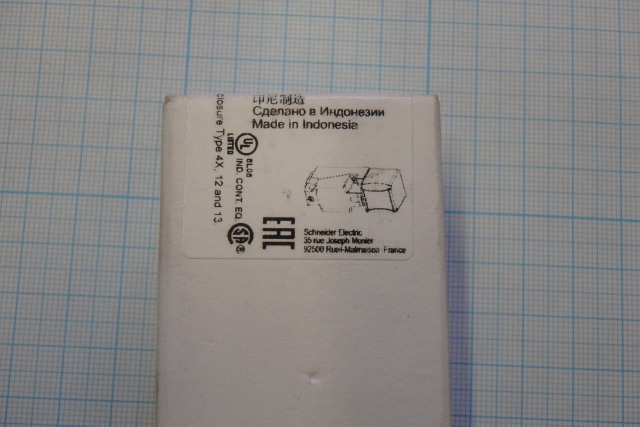 印尼制造
Сделано в Индонезии
Made in Indonesia
closure Type 4X, 12 and 13.
UL
LISTED
IND. CONT. EQ.
EAC
Schneider Electric
35 rue Joseph Monier
92500 Rueil-Malmaison France